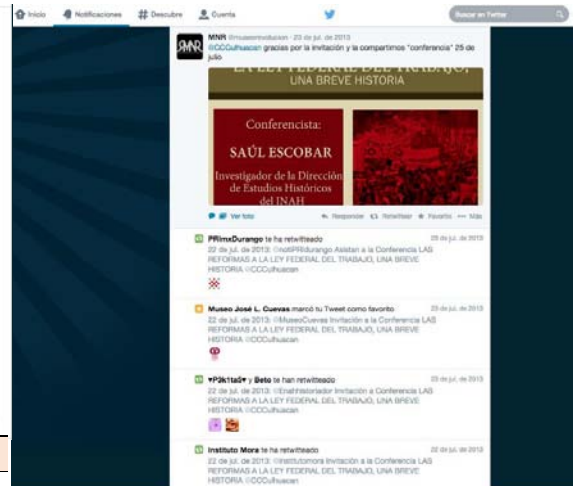 Inicio Notificaciones Descubre Cuenta Buscar en Twitter
MNR @museorevolucion · 23 de jul. de 2013
@CCCulhuacan gracias por la invitación y la compartimos "conferencia" 25 de
julio
LA LEY FEDERAL DEL TRABAJO,
UNA BREVE HISTORIA
Conferencista:
SAÚL ESCOBAR
Investigador de la Dirección
de Estudios Históricos
del INAH
Ver foto Responder Retwittear Favorito Más
PRImxDurango te ha retwitteado 23 de jul. de 2013
22 de jul. de 2013: @notiPRIdurango Asistan a la Conferencia LAS
REFORMAS A LA LEY FEDERAL DEL TRABAJO, UNA BREVE
HISTORIA @CCCulhuacan
Museo José L. Cuevas marcó tu Tweet como favorito 23 de jul. de 2013
22 de jul. de 2013: @MuseoCuevas Invitación a la Conferencia LAS
REFORMAS A LA LEY FEDERAL DEL TRABAJO, UNA BREVE
HISTORIA @CCCulhuacan
♥P3k1ta5♥ y Beto te han retwitteado 23 de jul. de 2013
22 de jul. de 2013: @Enahhistoriador Invitación a Conferencia LAS
REFORMAS A LA LEY FEDERAL DEL TRABAJO, UNA BREVE
HISTORIA @CCCulhuacan
Instituto Mora te ha retwitteado 22 de jul. de 2013
22 de jul. de 2013: @institutomora Invitación a la Conferencia LAS
REFORMAS A LA LEY FEDERAL DEL TRABAJO, UNA BREVE
HISTORIA @CCCulhuacan